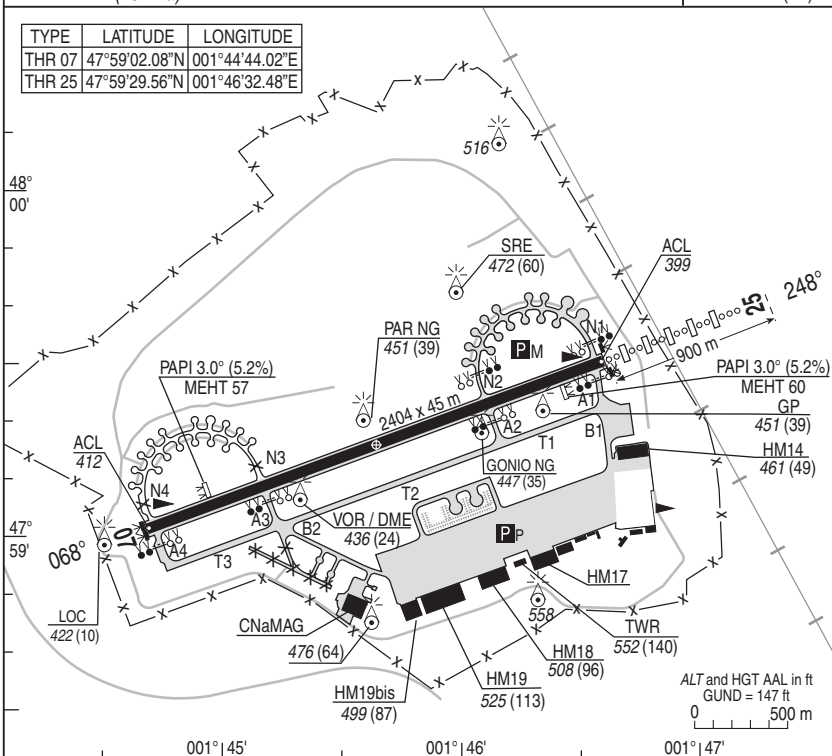 TYPE LATITUDE LONGITUDE
THR 07 47°59'02.08"N 001°44'44.02"E
THR 25 47°59'29.56"N 001°46'32.48"E
516
48°
00'
SRE
472 (60)
ACL
399
25
248°
PAR NG
451 (39)
N1
P M
900 m
PAPI 3.0° (5.2%)
MEHT 57
N2
PAPI 3.0° (5.2%)
MEHT 60
2404 x 45 m
A1
GP
451 (39)
ACL
412
A2
T1
B1
HM14
461 (49)
N3
GONIO NG
447 (35)
N4
T2
VOR / DME
436 (24)
A3
B2
P P
47°
59'
07
068°
A4
T3
HM17
LOC
422 (10)
CNaMAG
558
TWR
552 (140)
476 (64)
HM18
508 (96)
HM19
525 (113)
HM19bis
499 (87)
ALT and HGT AAL in ft
GUND = 147 ft
0 500 m
001°45' 001°46' 001°47'